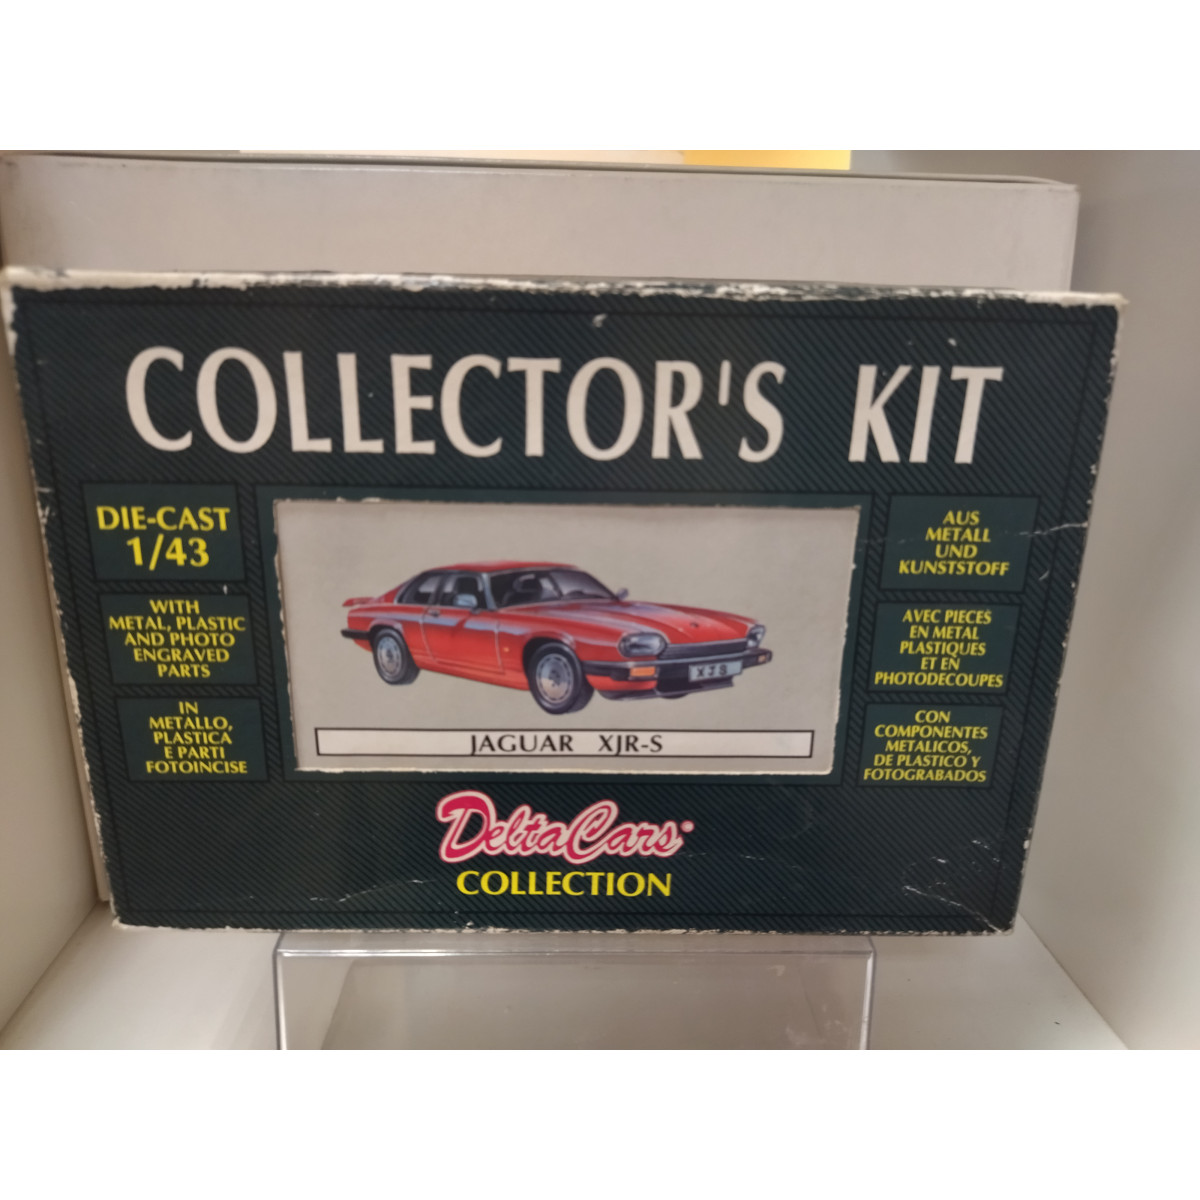 COLLECTOR'S KIT
DIE-CAST
1/43
WITH
METAL, PLASTIC
AND PHOTO
ENGRAVED
PARTS
IN
METALLO,
PLASTICA
E PARTI
FOTOINCISE
XJS
JAGUAR XJR-S
AUS
METALL
UND
KUNSTSTOFF
AVEC PIECES
EN METAL
PLASTIQUES
ET EN
PHOTODECOUPES
CON
COMPONENTES
METALICOS,
DE PLASTICO Y
FOTOGRABADOS
DeltaCars
COLLECTION